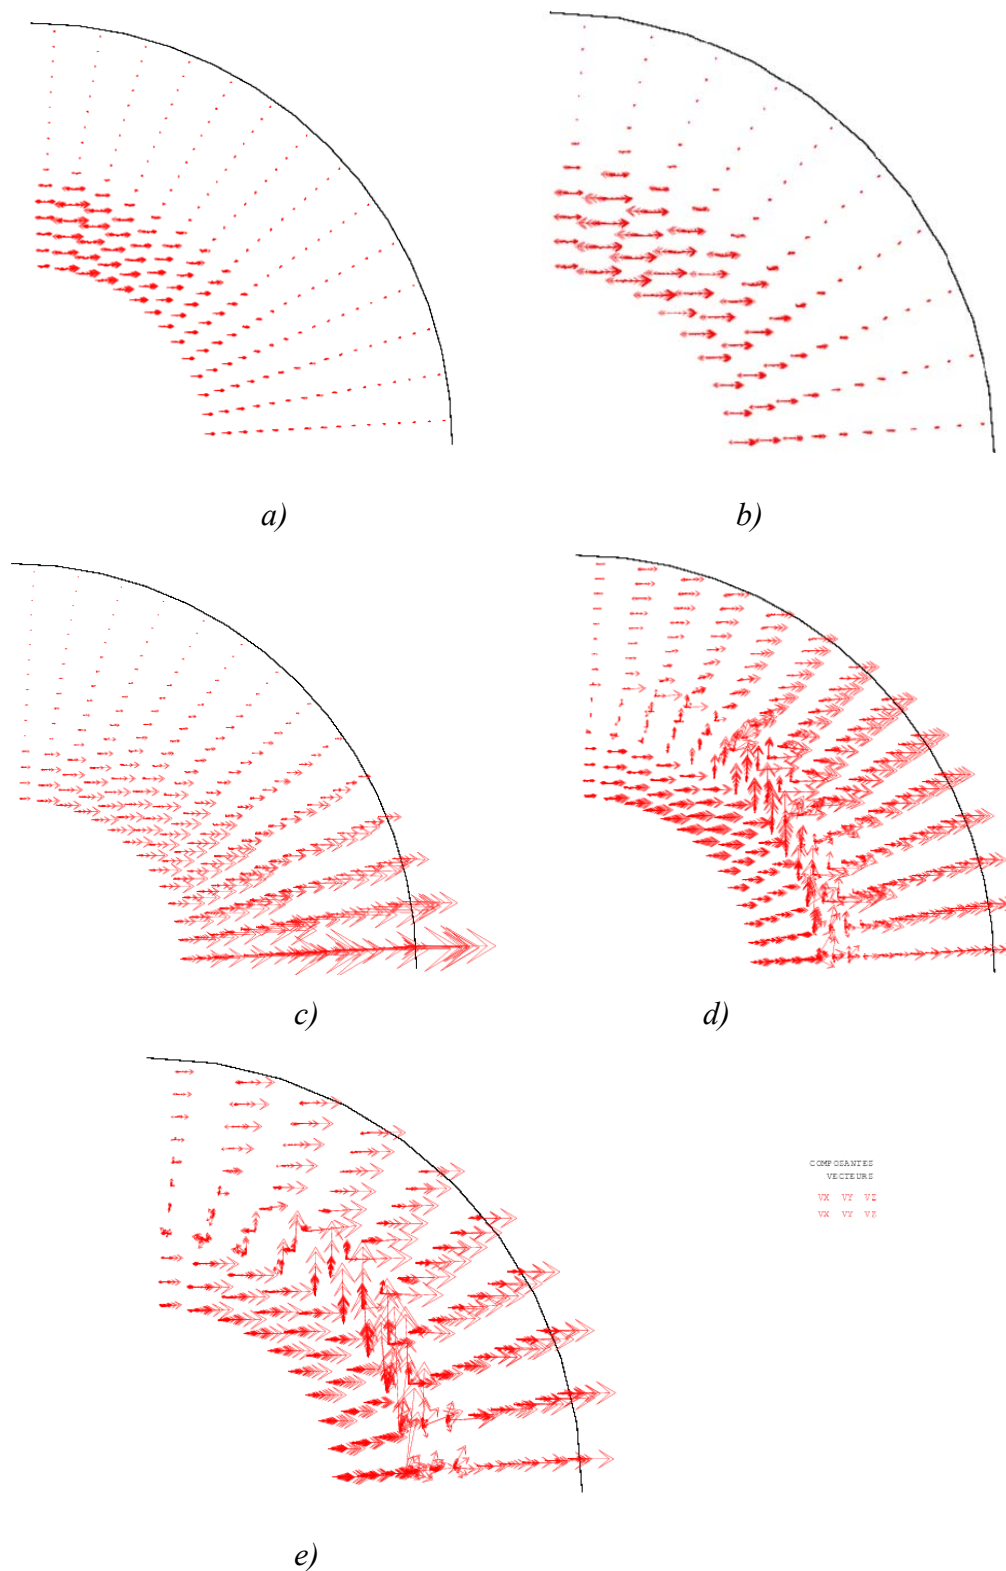 a)
b)
c)
d)
COMPOSANTES
VECTEURS
VX VY VZ
VX VY VZ
e)